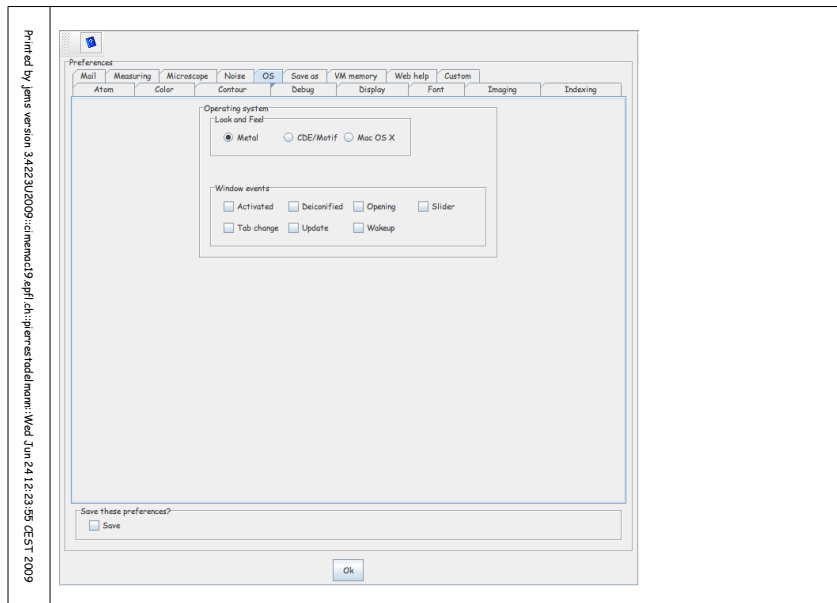 Printed by jems version 3.4223U2009::cimemac19.epfl.ch::pierrestadelmann::Wed Jun 24 12:23:55 CEST 2009
Preferences
Mail Measuring Microscope Noise OS Save as VM memory Web help Custom
Atom Color Contour Debug Display Font Imaging Indexing
Operating system
Look and Feel
Metal CDE/Motif Mac OS X
Window events
Activated Deiconified Opening Slider
Tab change Update Wakeup
Save these preferences?
Save
Ok